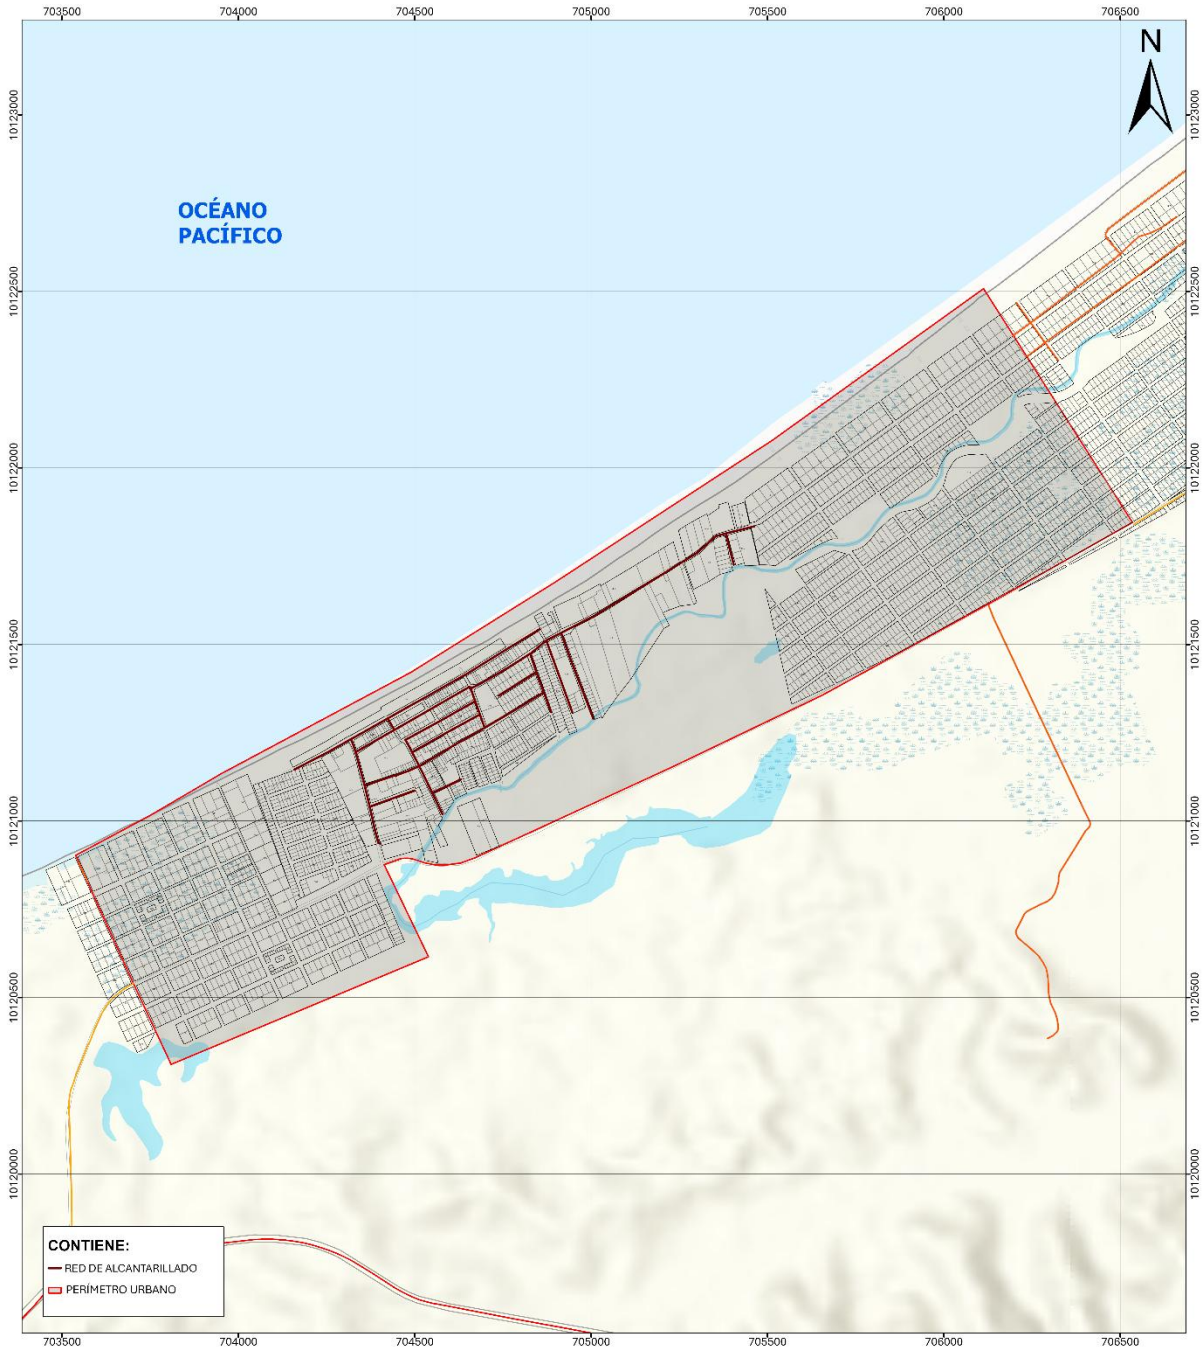 703500 704000 704500 705000 705500 706000 706500
N
10123000 10123000
OCÉANO
PACÍFICO
10122500 10122500
10122000 10122000
10121500 10121500
10121000 10121000
10120500 10120500
10120000 10120000
CONTIENE:
RED DE ALCANTARILLADO
PERÍMETRO URBANO
703500 704000 704500 705000 705500 706000 706500